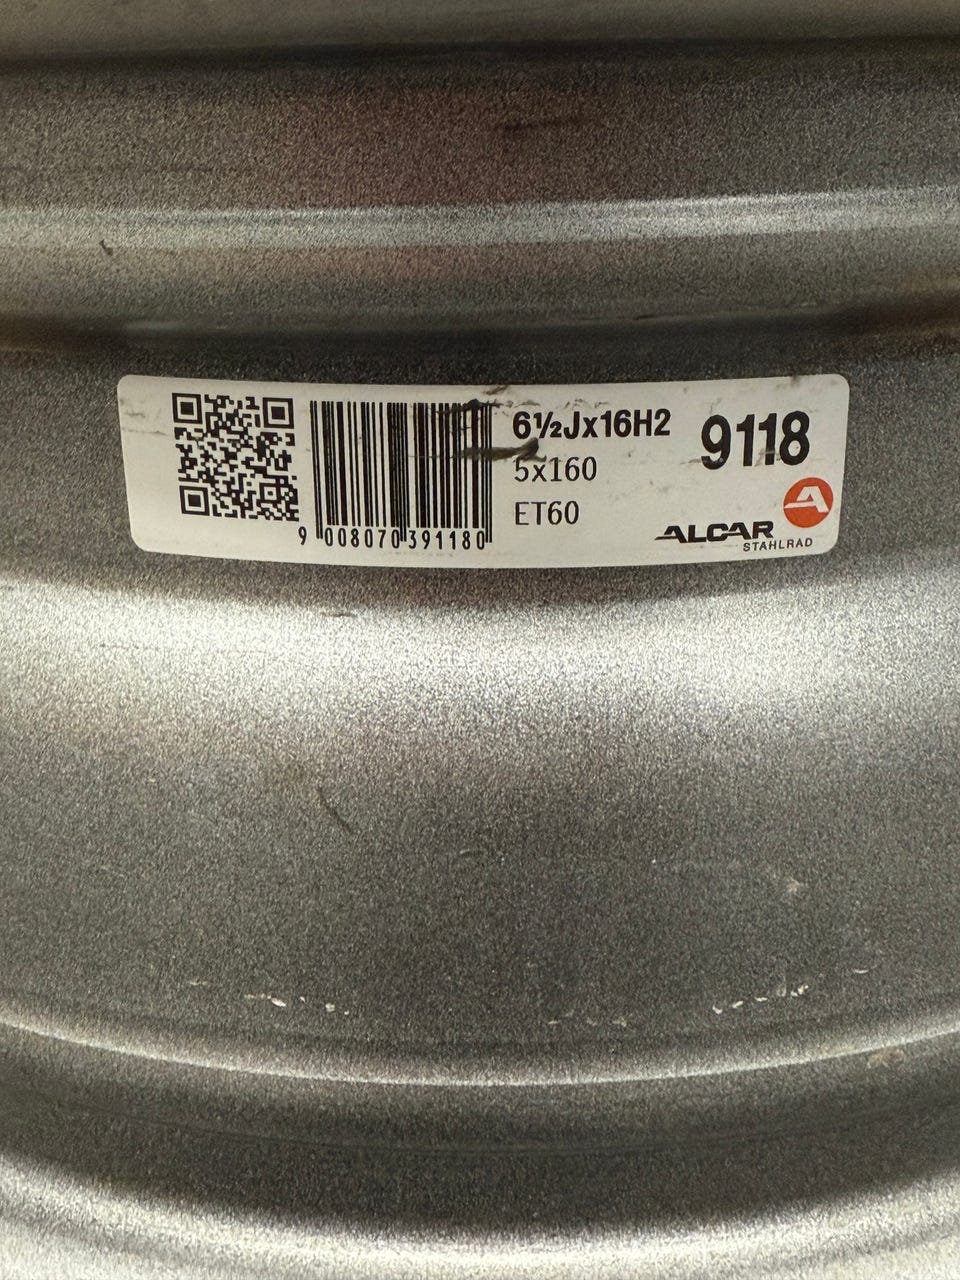 6½Jx16H2
5x160
ET60
9118
A
ALCAR
STAHLRAD
9 008070 391180